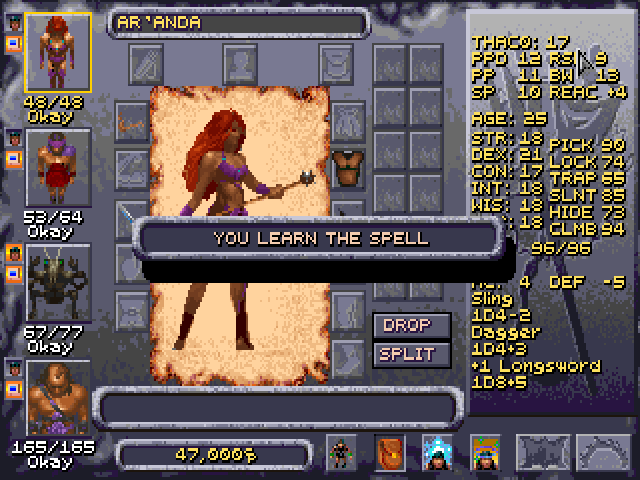 AR'ANDA
48/48
Okay
53/64
Okay
67/77
Okay
165/165
Okay
YOU LEARN THE SPELL
DROP
SPLIT
47,000
THAC0: 17
PPD 12 RS 9
PP 11 BW 13
SP 10 REAC +4
AGE: 25
STR: 18
DEX: 21
CON: 17
INT: 18
WIS: 18
: 18
PICK 90
LOCK 74
TRAP 65
SLNT 85
HIDE 73
CLMB 94
96/96
4 DEF -5
Sling
1D4-2
Dagger
1D4+3
+1 Longsword
1D8+5